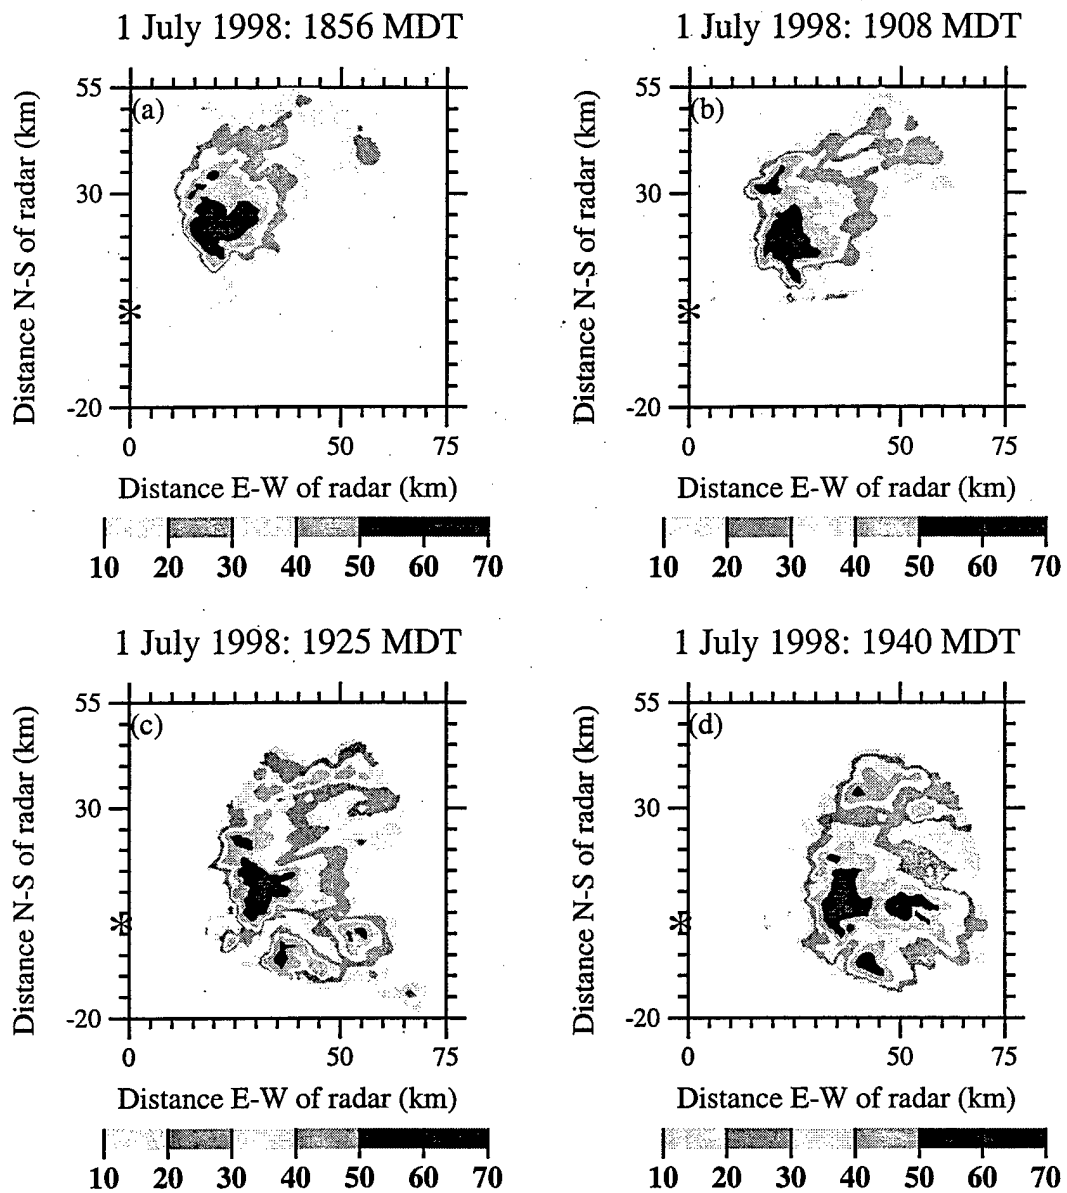 1 July 1998: 1856 MDT
1 July 1998: 1908 MDT
55
(a)
30
-20
0
50
75
Distance N-S of radar (km)
Distance E-W of radar (km)
10 20 30 40 50 60 70
55
(b)
30
-20
0
50
75
Distance N-S of radar (km)
Distance E-W of radar (km)
10 20 30 40 50 60 70
1 July 1998: 1925 MDT
1 July 1998: 1940 MDT
55
(c)
30
-20
0
50
75
Distance N-S of radar (km)
Distance E-W of radar (km)
10 20 30 40 50 60 70
55
(d)
30
-20
0
50
75
Distance N-S of radar (km)
Distance E-W of radar (km)
10 20 30 40 50 60 70